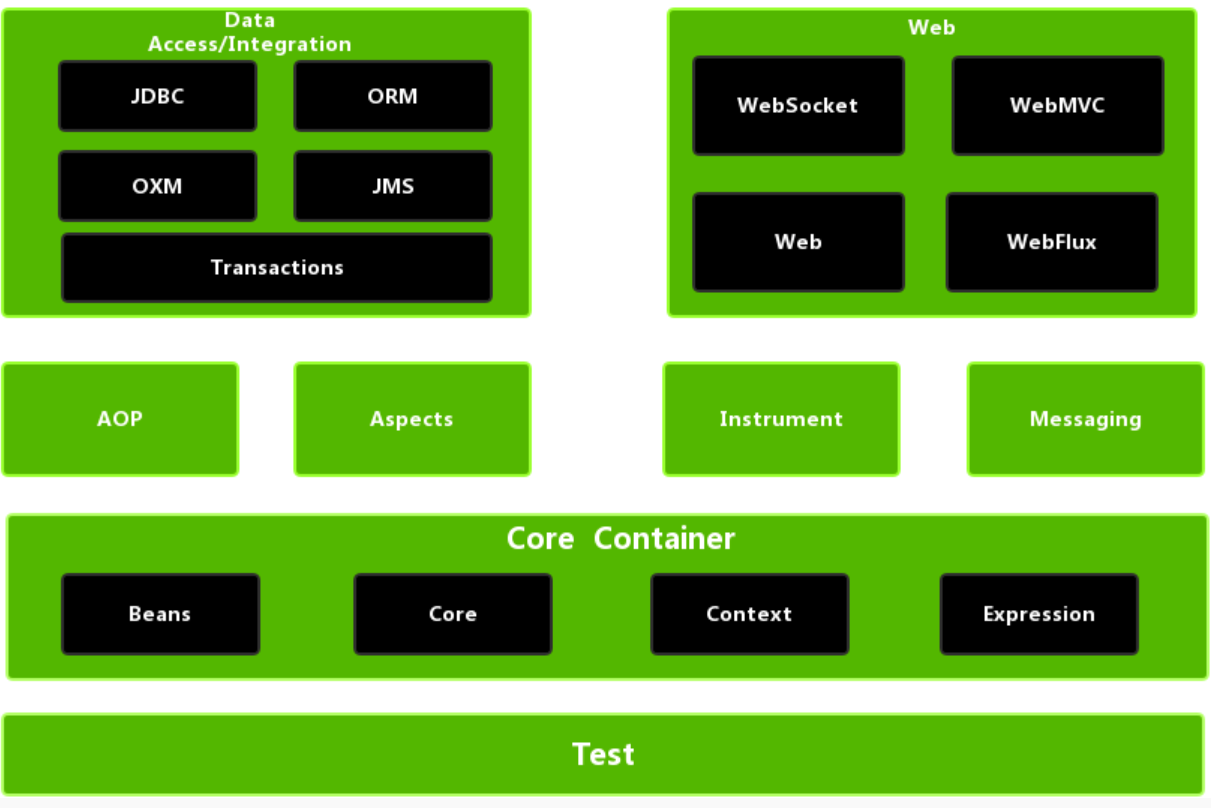 Data
Access/Integration
JDBC
ORM
OXM
JMS
Transactions
Web
WebSocket
WebMVC
Web
WebFlux
AOP
Aspects
Instrument
Messaging
Core Container
Beans
Core
Context
Expression
Test